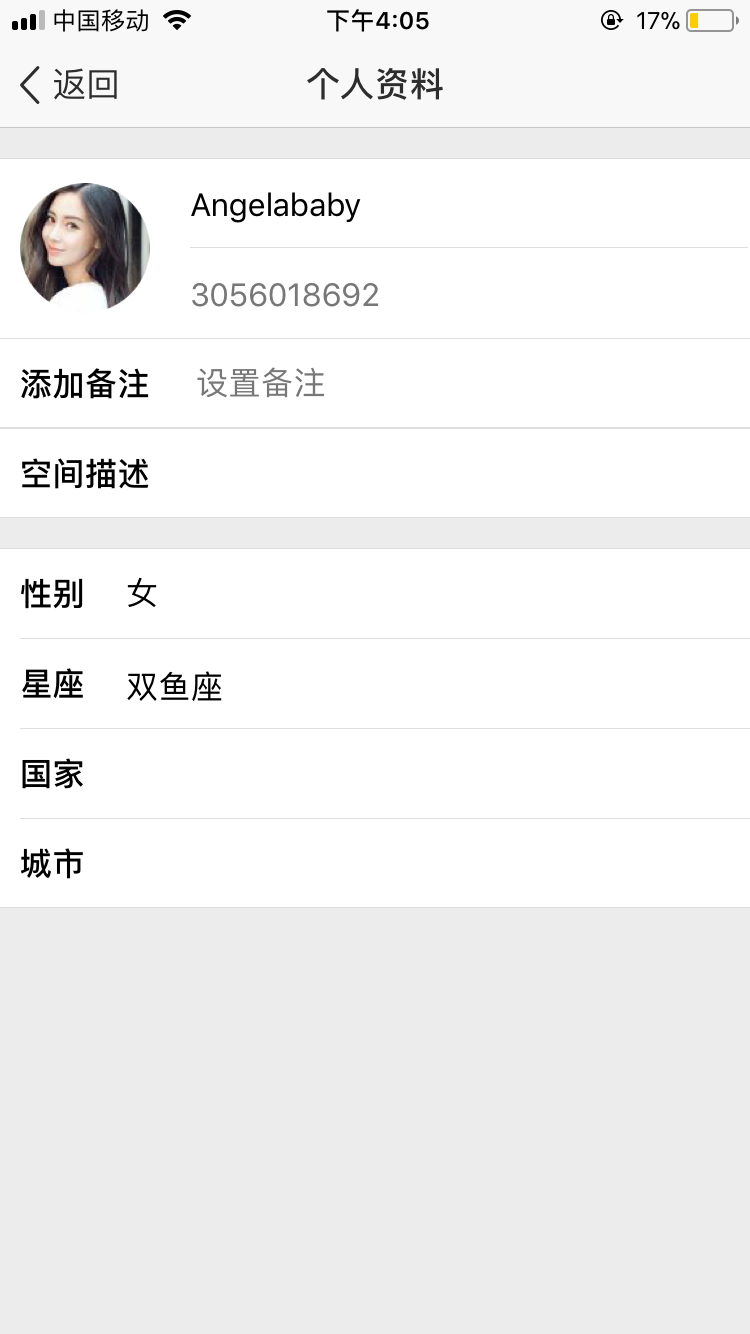 中国移动 下午4:05 17%
返回 个人资料
Angelababy
3056018692
添加备注 设置备注
空间描述
性别 女
星座 双鱼座
国家
城市